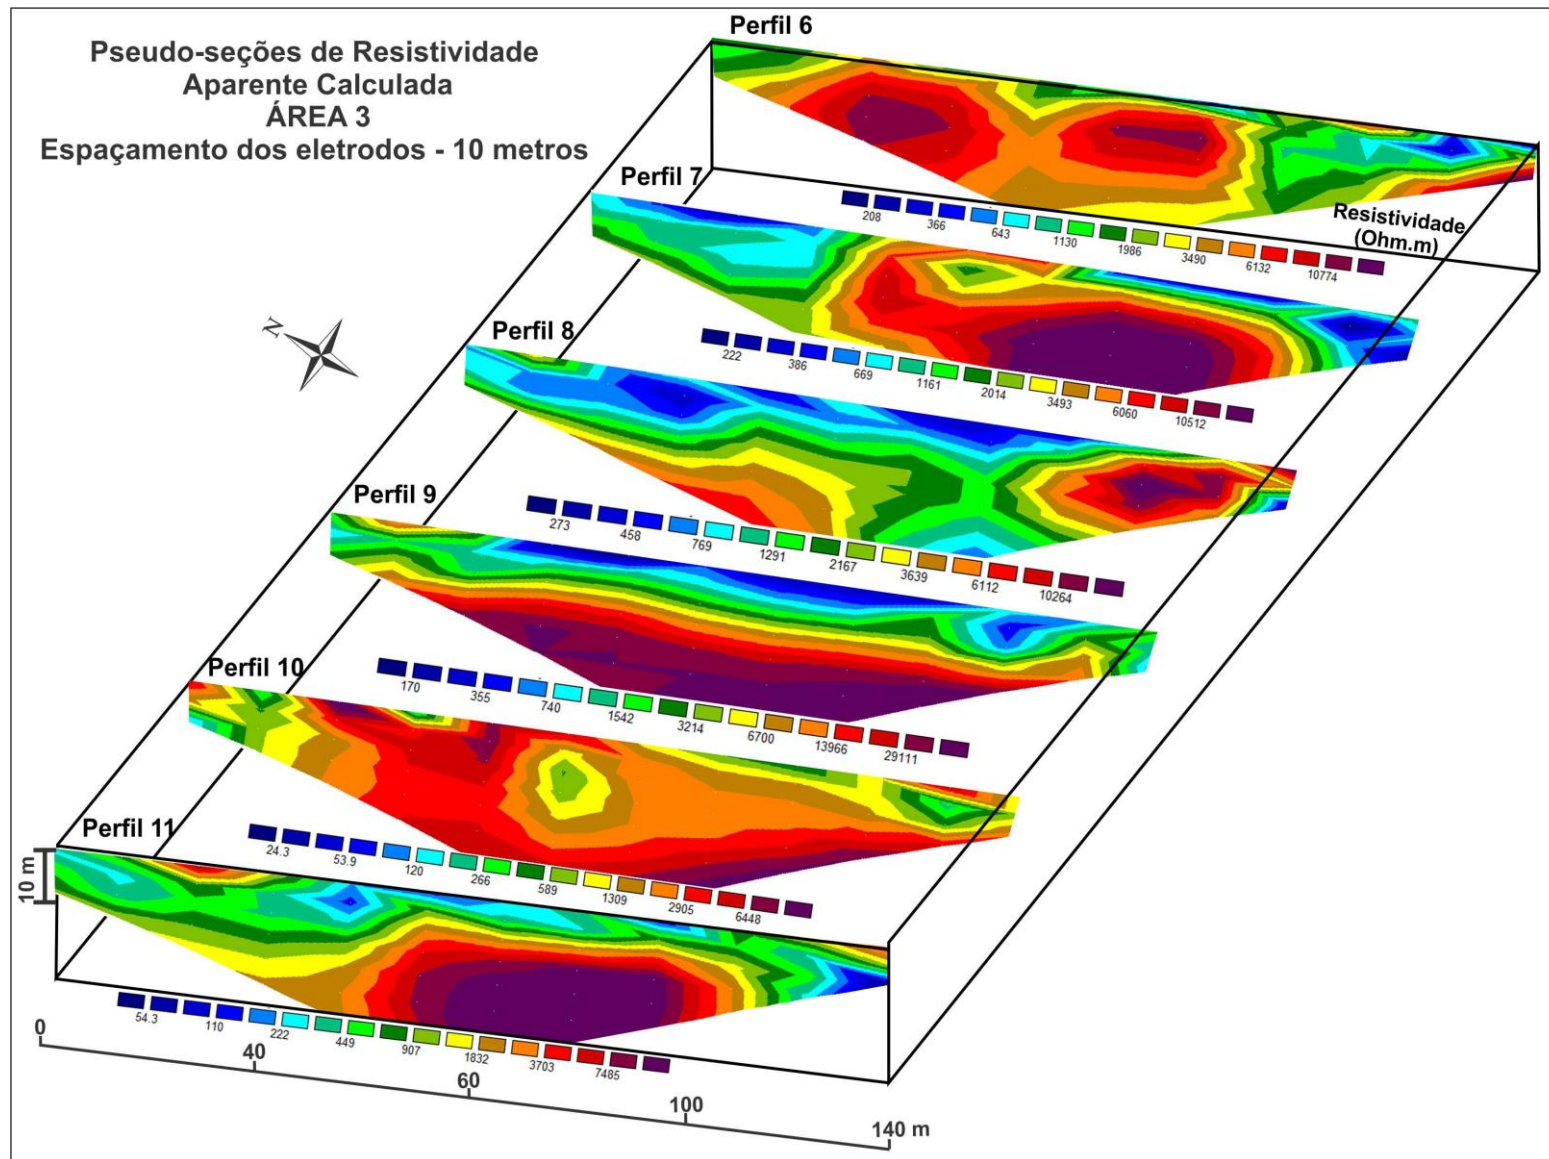 Perfil 6
Pseudo-seções de Resistividade
Aparente Calculada
ÁREA 3
Espaçamento dos eletrodos - 10 metros
Perfil 7
208 366 643 1130 1986 3490 6132 10774
Resistividade
(Ohm.m)
N
Perfil 8
222 386 669 1161 2014 3493 6060 10512
Perfil 9
273 458 769 1291 2167 3639 6112 10264
Perfil 10
170 355 740 1542 3214 6700 13966 29111
Perfil 11
24.3 53.9 120 266 589 1309 2905 6448
10 m
54.3 110 222 449 907 1832 3703 7485
0 40 60 100 140 m